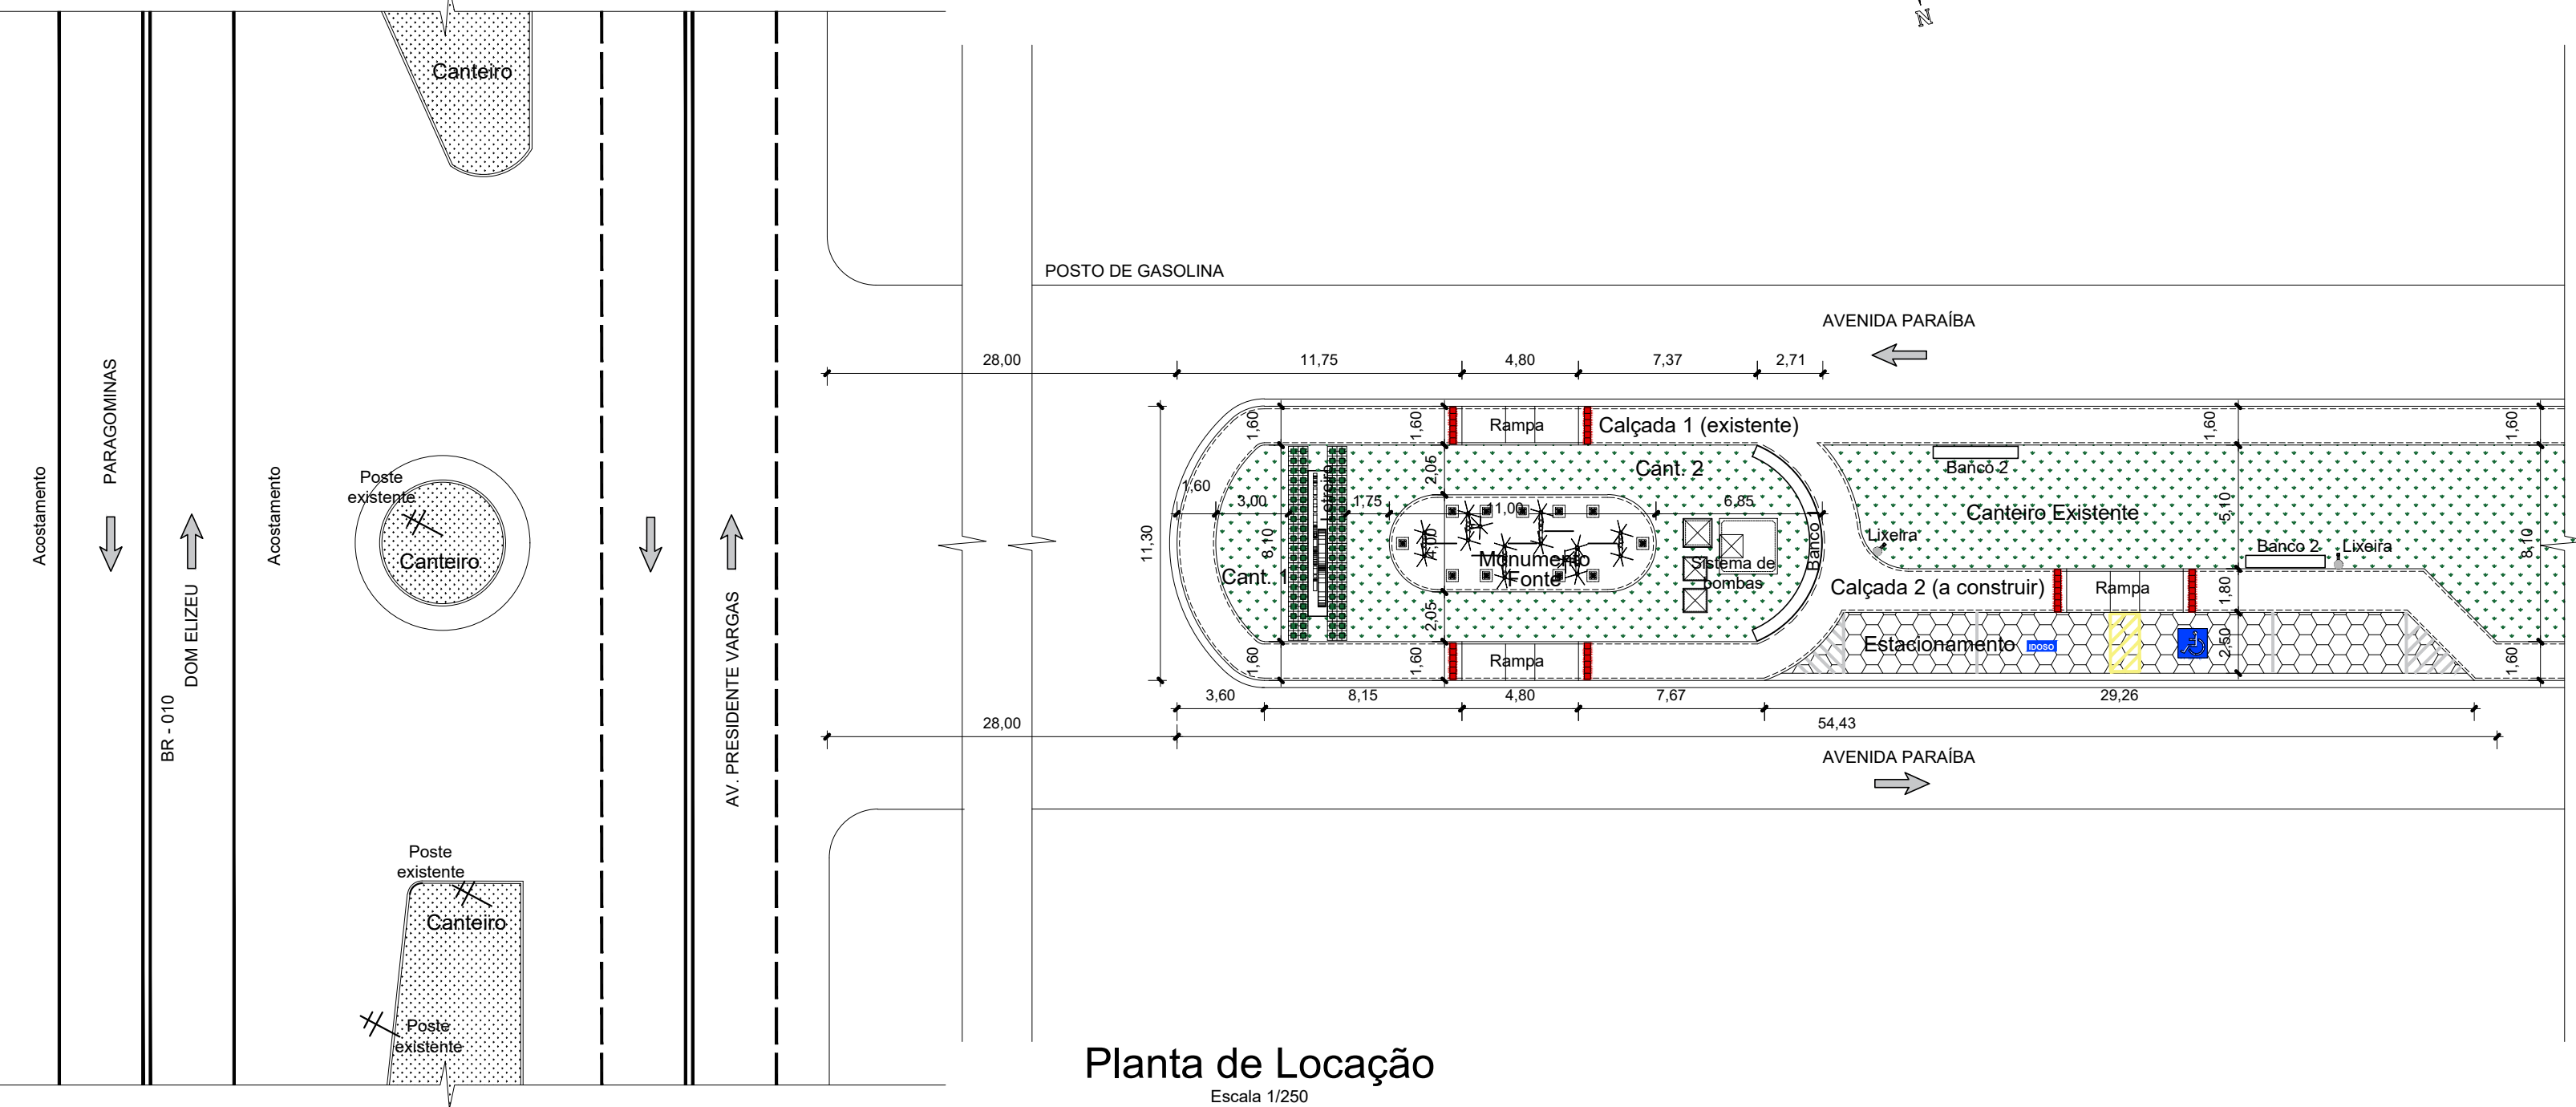 N
Canteiro
POSTO DE GASOLINA
AVENIDA PARAÍBA
28,00
11,75
4,80
7,37
2,71
PARAGOMINAS
Acostamento
Acostamento
DOM ELIZEU
BR - 010
AV. PRESIDENTE VARGAS
Poste
existente
Canteiro
1,60
1,60
Rampa
Calçada 1 (existente)
1,60
1,60
2,05
Cant. 2
Banco 2
1,60
3,00
Letreiro
1,75
11,00
6,85
5,10
Canteiro Existente
11,30
8,10
4,00
Monumento
Fonte
Sistema de
bombas
Banco 1
Lixeira
Banco 2
Lixeira
8,10
Cant. 1
Calçada 2 (a construir)
Rampa
1,80
2,05
Estacionamento
IDOSO
2,50
1,60
1,60
Rampa
1,60
3,60
8,15
4,80
7,67
29,26
28,00
54,43
AVENIDA PARAÍBA
Poste
existente
Canteiro
Poste
existente
Planta de Locação
Escala 1/250